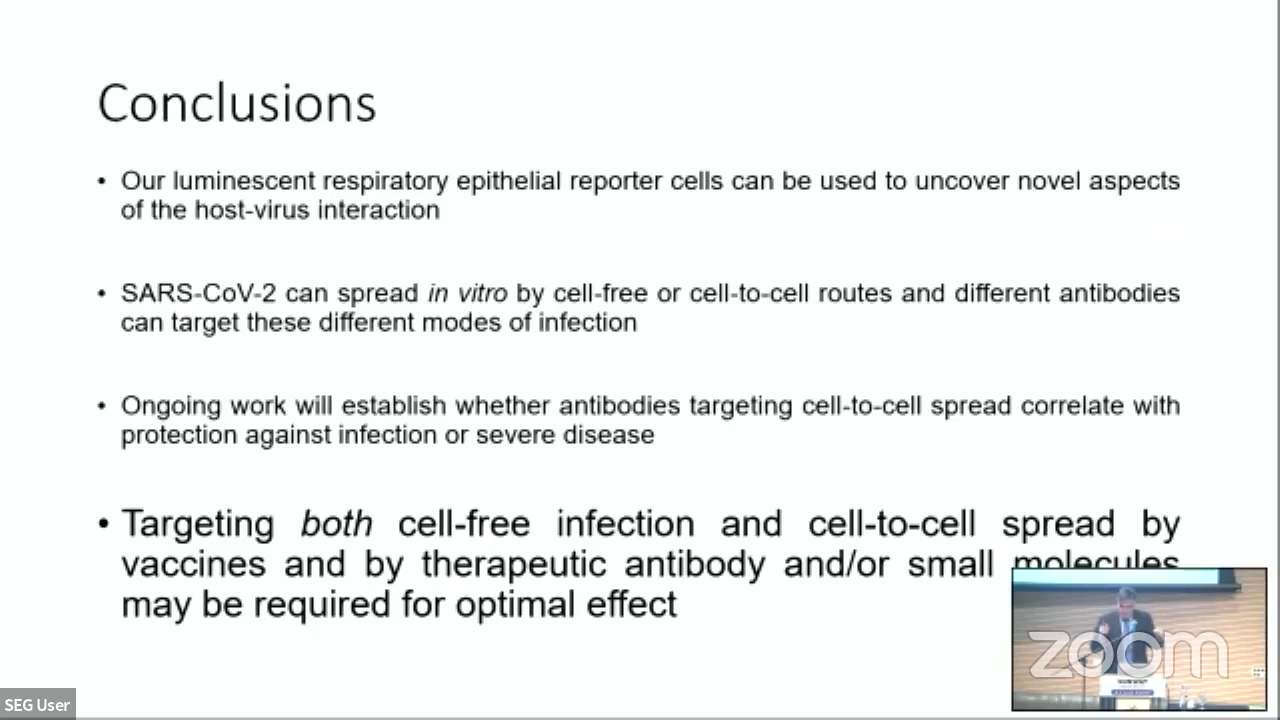 Conclusions
• Our luminescent respiratory epithelial reporter cells can be used to uncover novel aspects
of the host-virus interaction
• SARS-CoV-2 can spread in vitro by cell-free or cell-to-cell routes and different antibodies
can target these different modes of infection
• Ongoing work will establish whether antibodies targeting cell-to-cell spread correlate with
protection against infection or severe disease
• Targeting both cell-free infection and cell-to-cell spread by
vaccines and by therapeutic antibody and/or small molecules
may be required for optimal effect
zoom
SEG User